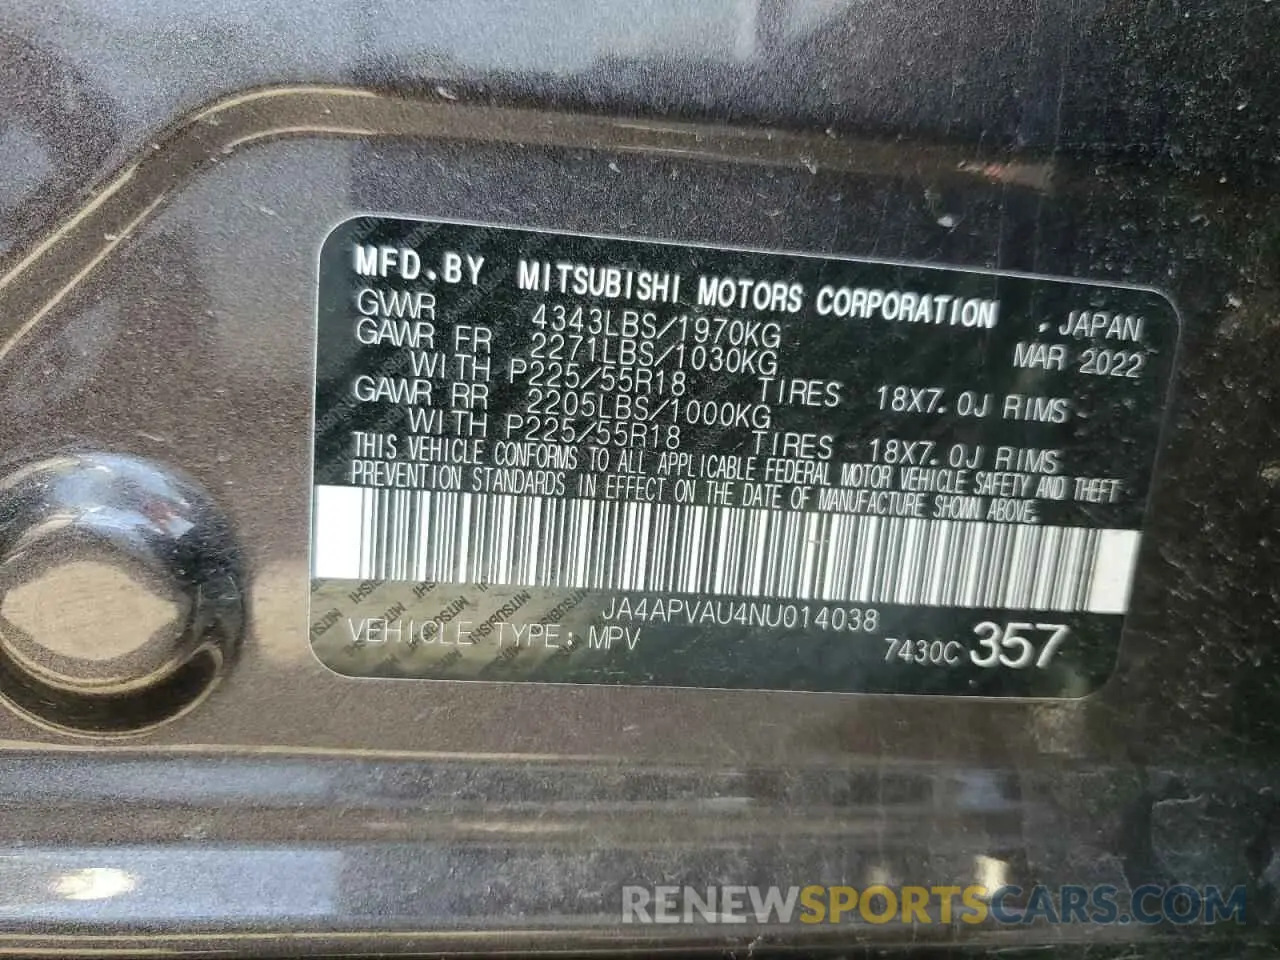 MFD.BY MITSUBISHI MOTORS CORPORATION , JAPAN
GWR 4343LBS/1970KG MAR 2022
GAWR FR 2271LBS/1030KG
WITH P225/55R18 TIRES 18X7.0J RIMS
GAWR RR 2205LBS/1000KG
WITH P225/55R18 TIRES 18X7.0J RIMS
THIS VEHICLE CONFORMS TO ALL APPLICABLE FEDERAL MOTOR VEHICLE SAFETY AND THEFT
PREVENTION STANDARDS IN EFFECT ON THE DATE OF MANUFACTURE SHOWN ABOVE.
JA4APVAU4NU014038
VEHICLE TYPE: MPV 7430C 357
RENEWSPORTSCARS.COM